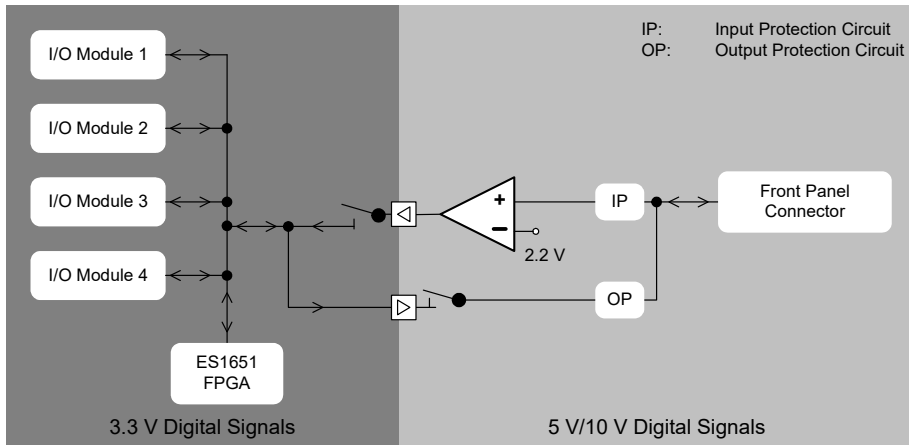 IP: Input Protection Circuit
OP: Output Protection Circuit
I/O Module 1
I/O Module 2
I/O Module 3
I/O Module 4
+
−
2.2 V
IP
OP
Front Panel
Connector
ES1651
FPGA
3.3 V Digital Signals
5 V/10 V Digital Signals